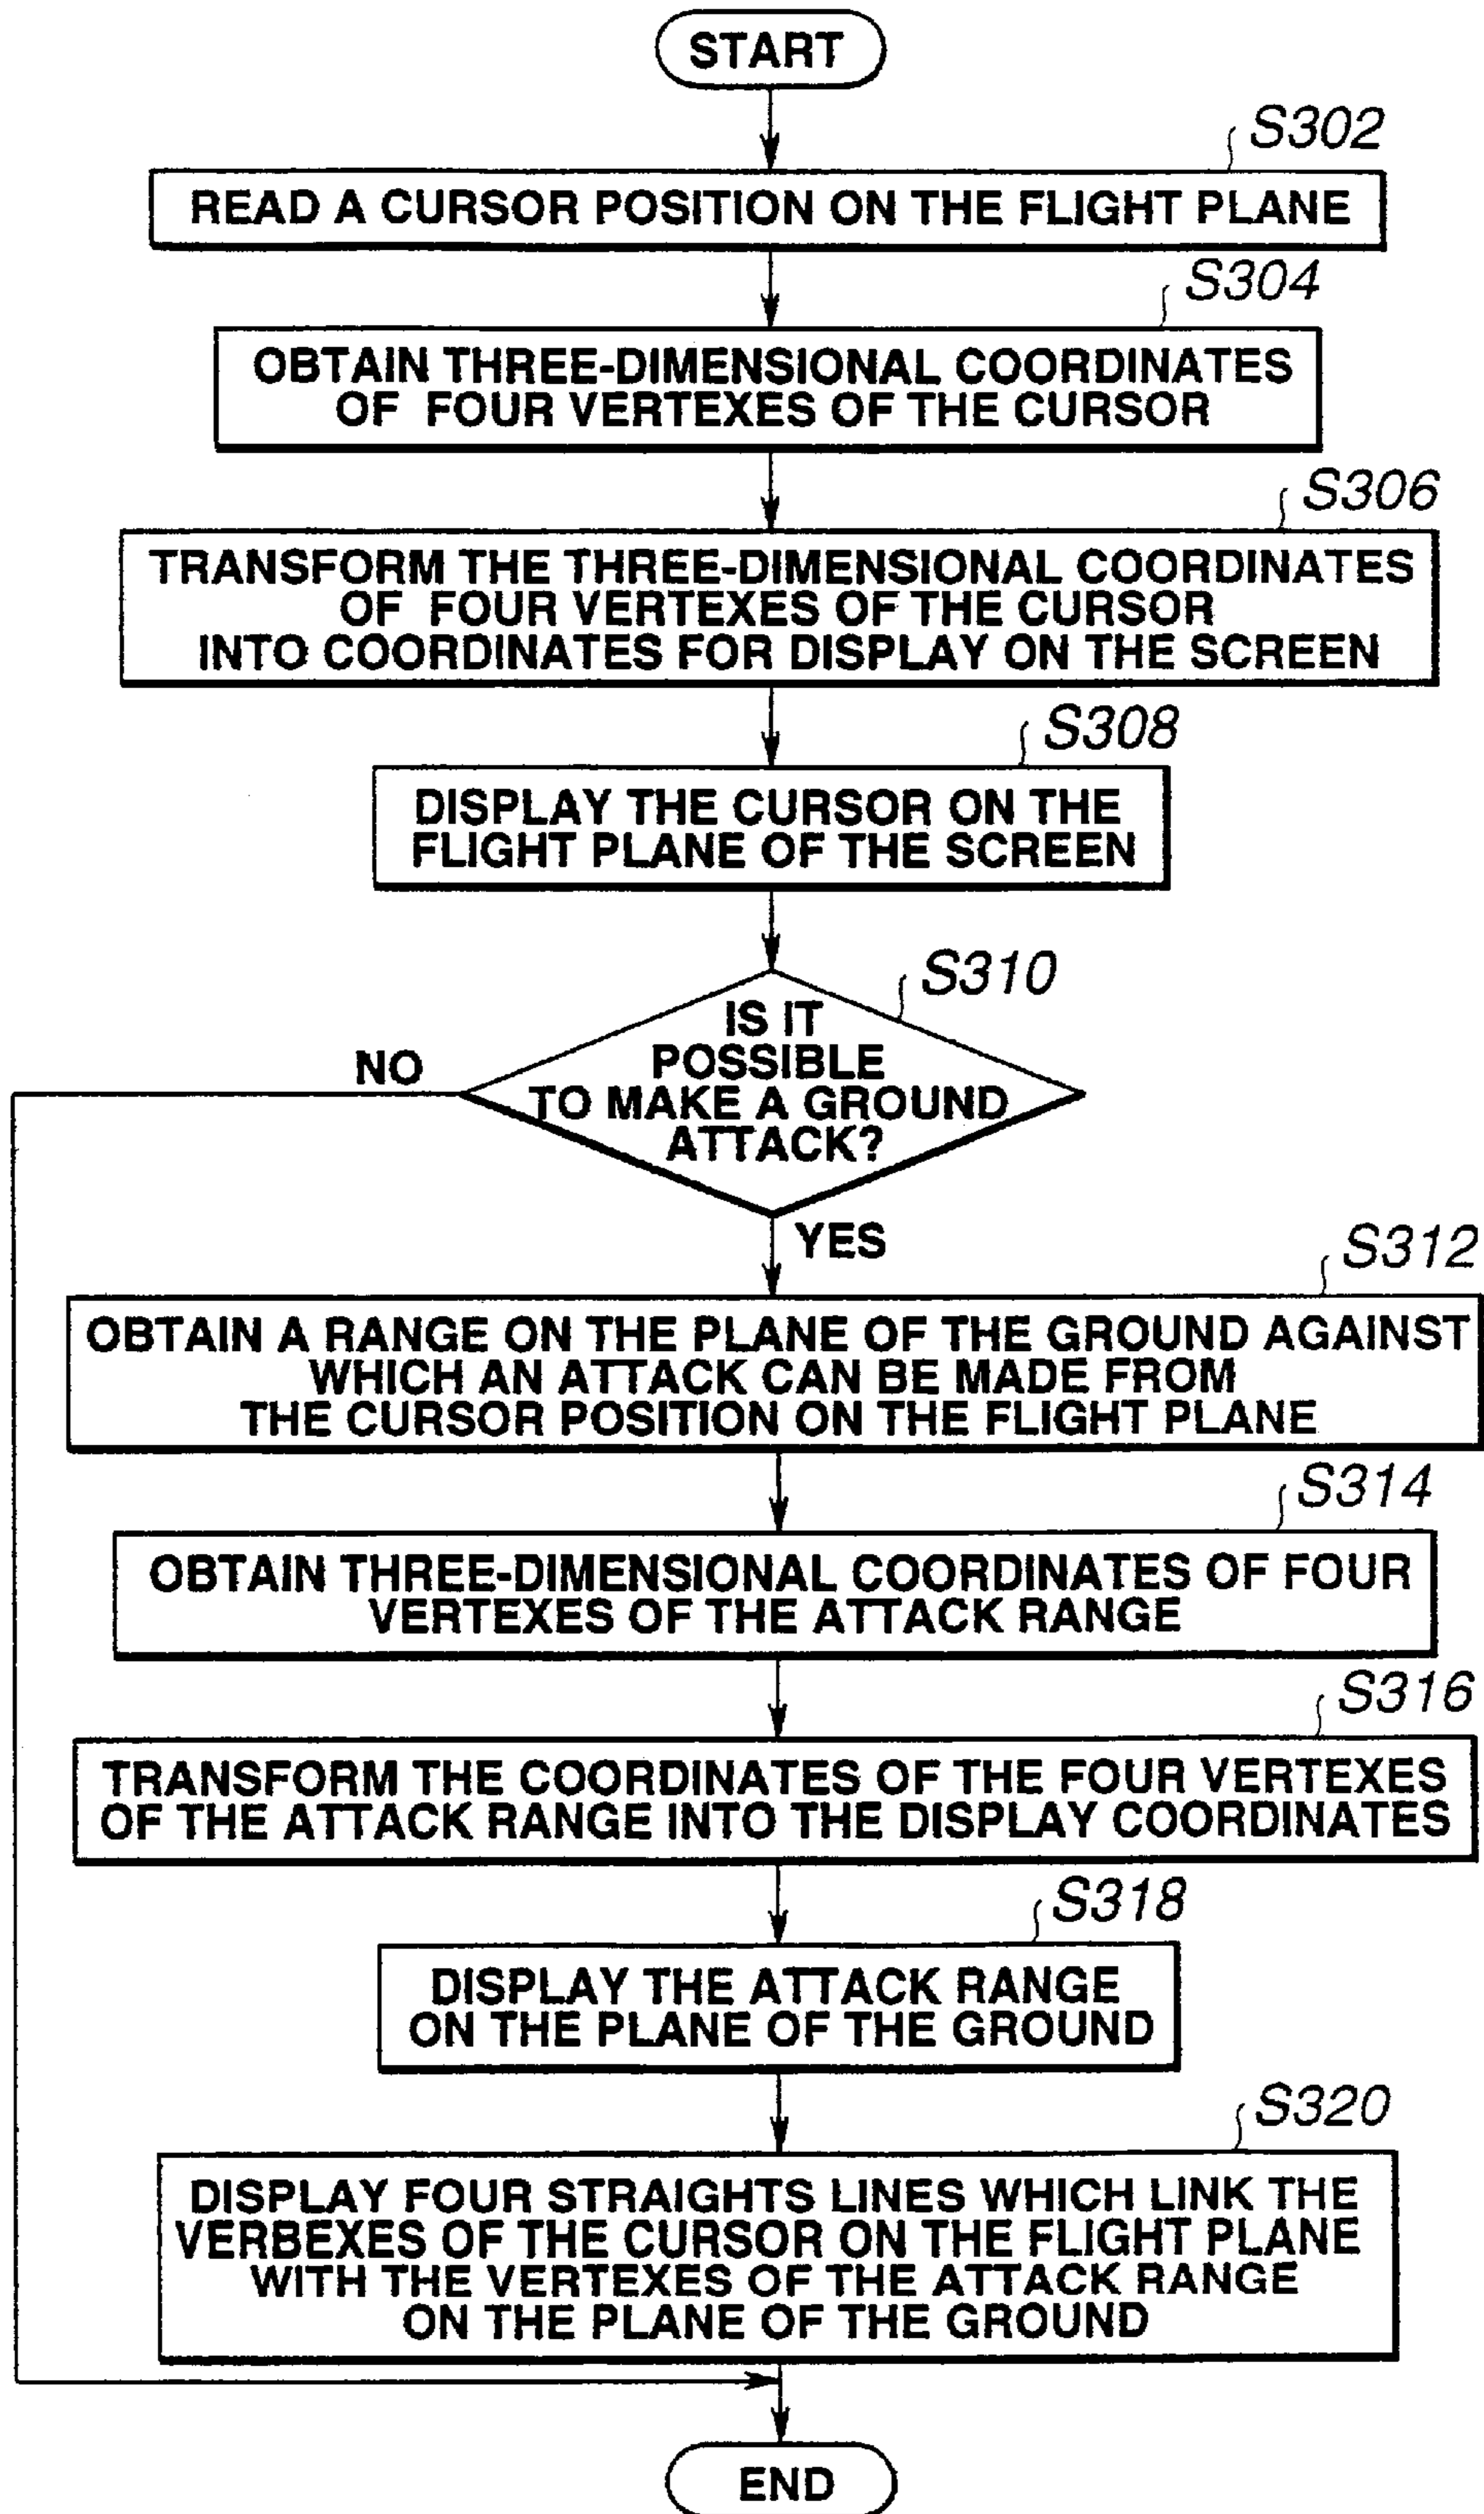 START
S302
READ A CURSOR POSITION ON THE FLIGHT PLANE
S304
OBTAIN THREE-DIMENSIONAL COORDINATES
OF FOUR VERTEXES OF THE CURSOR
S306
TRANSFORM THE THREE-DIMENSIONAL COORDINATES
OF FOUR VERTEXES OF THE CURSOR
INTO COORDINATES FOR DISPLAY ON THE SCREEN
S308
DISPLAY THE CURSOR ON THE
FLIGHT PLANE OF THE SCREEN
S310
IS IT
POSSIBLE
TO MAKE A GROUND
ATTACK?
NO
YES
S312
OBTAIN A RANGE ON THE PLANE OF THE GROUND AGAINST
WHICH AN ATTACK CAN BE MADE FROM
THE CURSOR POSITION ON THE FLIGHT PLANE
S314
OBTAIN THREE-DIMENSIONAL COORDINATES OF FOUR
VERTEXES OF THE ATTACK RANGE
S316
TRANSFORM THE COORDINATES OF THE FOUR VERTEXES
OF THE ATTACK RANGE INTO THE DISPLAY COORDINATES
S318
DISPLAY THE ATTACK RANGE
ON THE PLANE OF THE GROUND
S320
DISPLAY FOUR STRAIGHTS LINES WHICH LINK THE
VERBEXES OF THE CURSOR ON THE FLIGHT PLANE
WITH THE VERTEXES OF THE ATTACK RANGE
ON THE PLANE OF THE GROUND
END